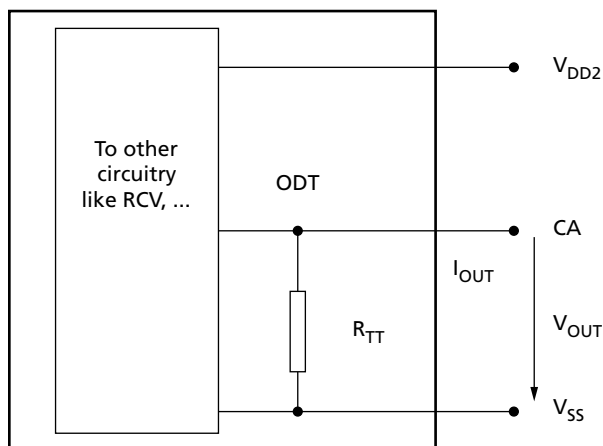 V_DD2
To other
circuitry
like RCV, ...
ODT
CA
I_OUT
V_OUT
R_TT
V_SS